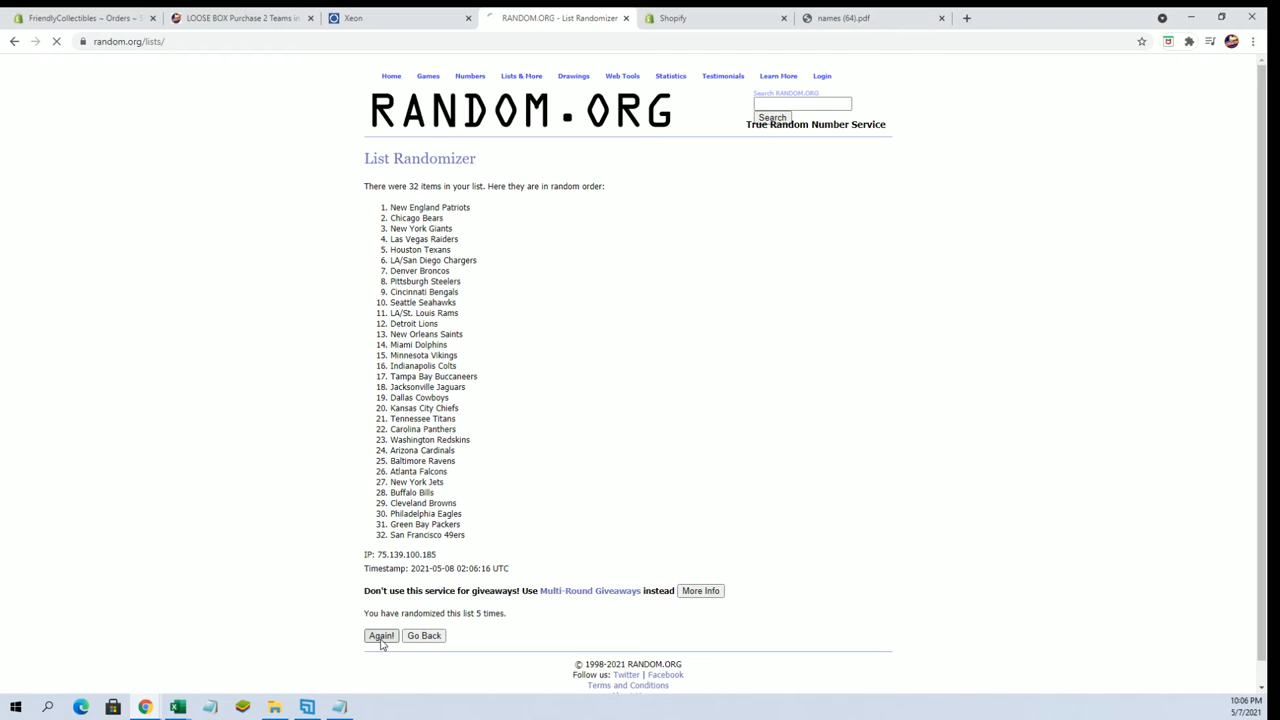 FriendlyCollectibles ~ Orders ~ S
LOOSE BOX Purchase 2 Teams in
Xeon
RANDOM.ORG - List Randomizer
Shopify
names (64).pdf
random.org/lists/
Home Games Numbers Lists & More Drawings Web Tools Statistics Testimonials Learn More Login
RANDOM.ORG
Search RANDOM.ORG
Search
True Random Number Service
List Randomizer
There were 32 items in your list. Here they are in random order:
1. New England Patriots
2. Chicago Bears
3. New York Giants
4. Las Vegas Raiders
5. Houston Texans
6. LA/San Diego Chargers
7. Denver Broncos
8. Pittsburgh Steelers
9. Cincinnati Bengals
10. Seattle Seahawks
11. LA/St. Louis Rams
12. Detroit Lions
13. New Orleans Saints
14. Miami Dolphins
15. Minnesota Vikings
16. Indianapolis Colts
17. Tampa Bay Buccaneers
18. Jacksonville Jaguars
19. Dallas Cowboys
20. Kansas City Chiefs
21. Tennessee Titans
22. Carolina Panthers
23. Washington Redskins
24. Arizona Cardinals
25. Baltimore Ravens
26. Atlanta Falcons
27. New York Jets
28. Buffalo Bills
29. Cleveland Browns
30. Philadelphia Eagles
31. Green Bay Packers
32. San Francisco 49ers
IP: 75.139.100.185
Timestamp: 2021-05-08 02:06:16 UTC
Don't use this service for giveaways! Use Multi-Round Giveaways instead More Info
You have randomized this list 5 times.
Again! Go Back
© 1998-2021 RANDOM.ORG
Follow us: Twitter | Facebook
Terms and Conditions
10:06 PM
5/7/2021